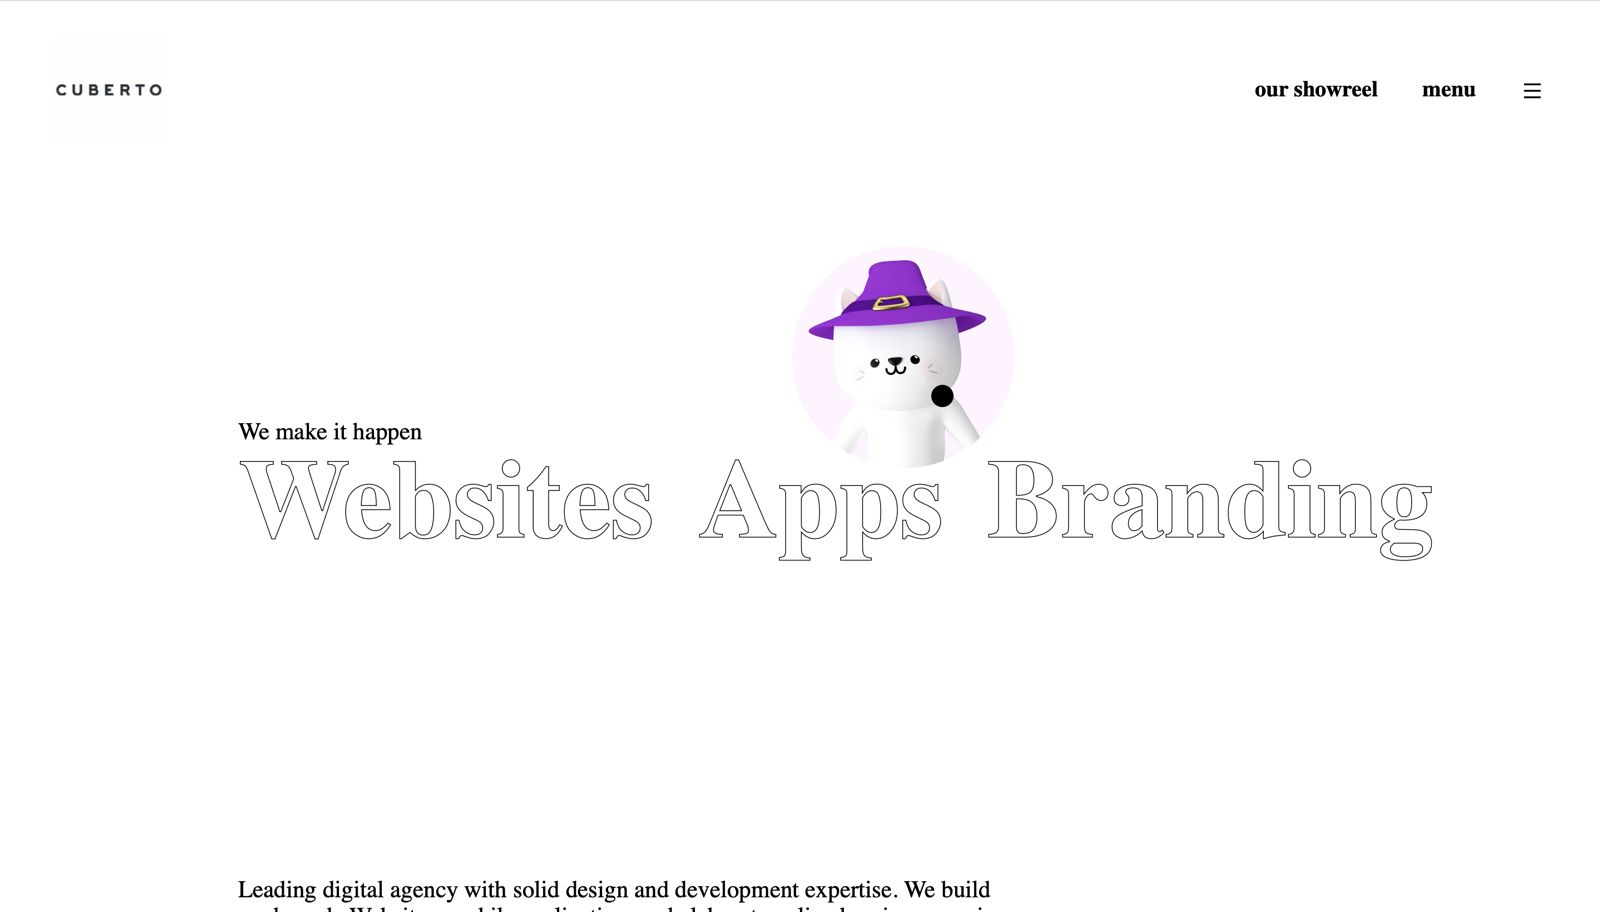 CUBERTO
our showreel menu
We make it happen
Websites Apps Branding
Leading digital agency with solid design and development expertise. We build